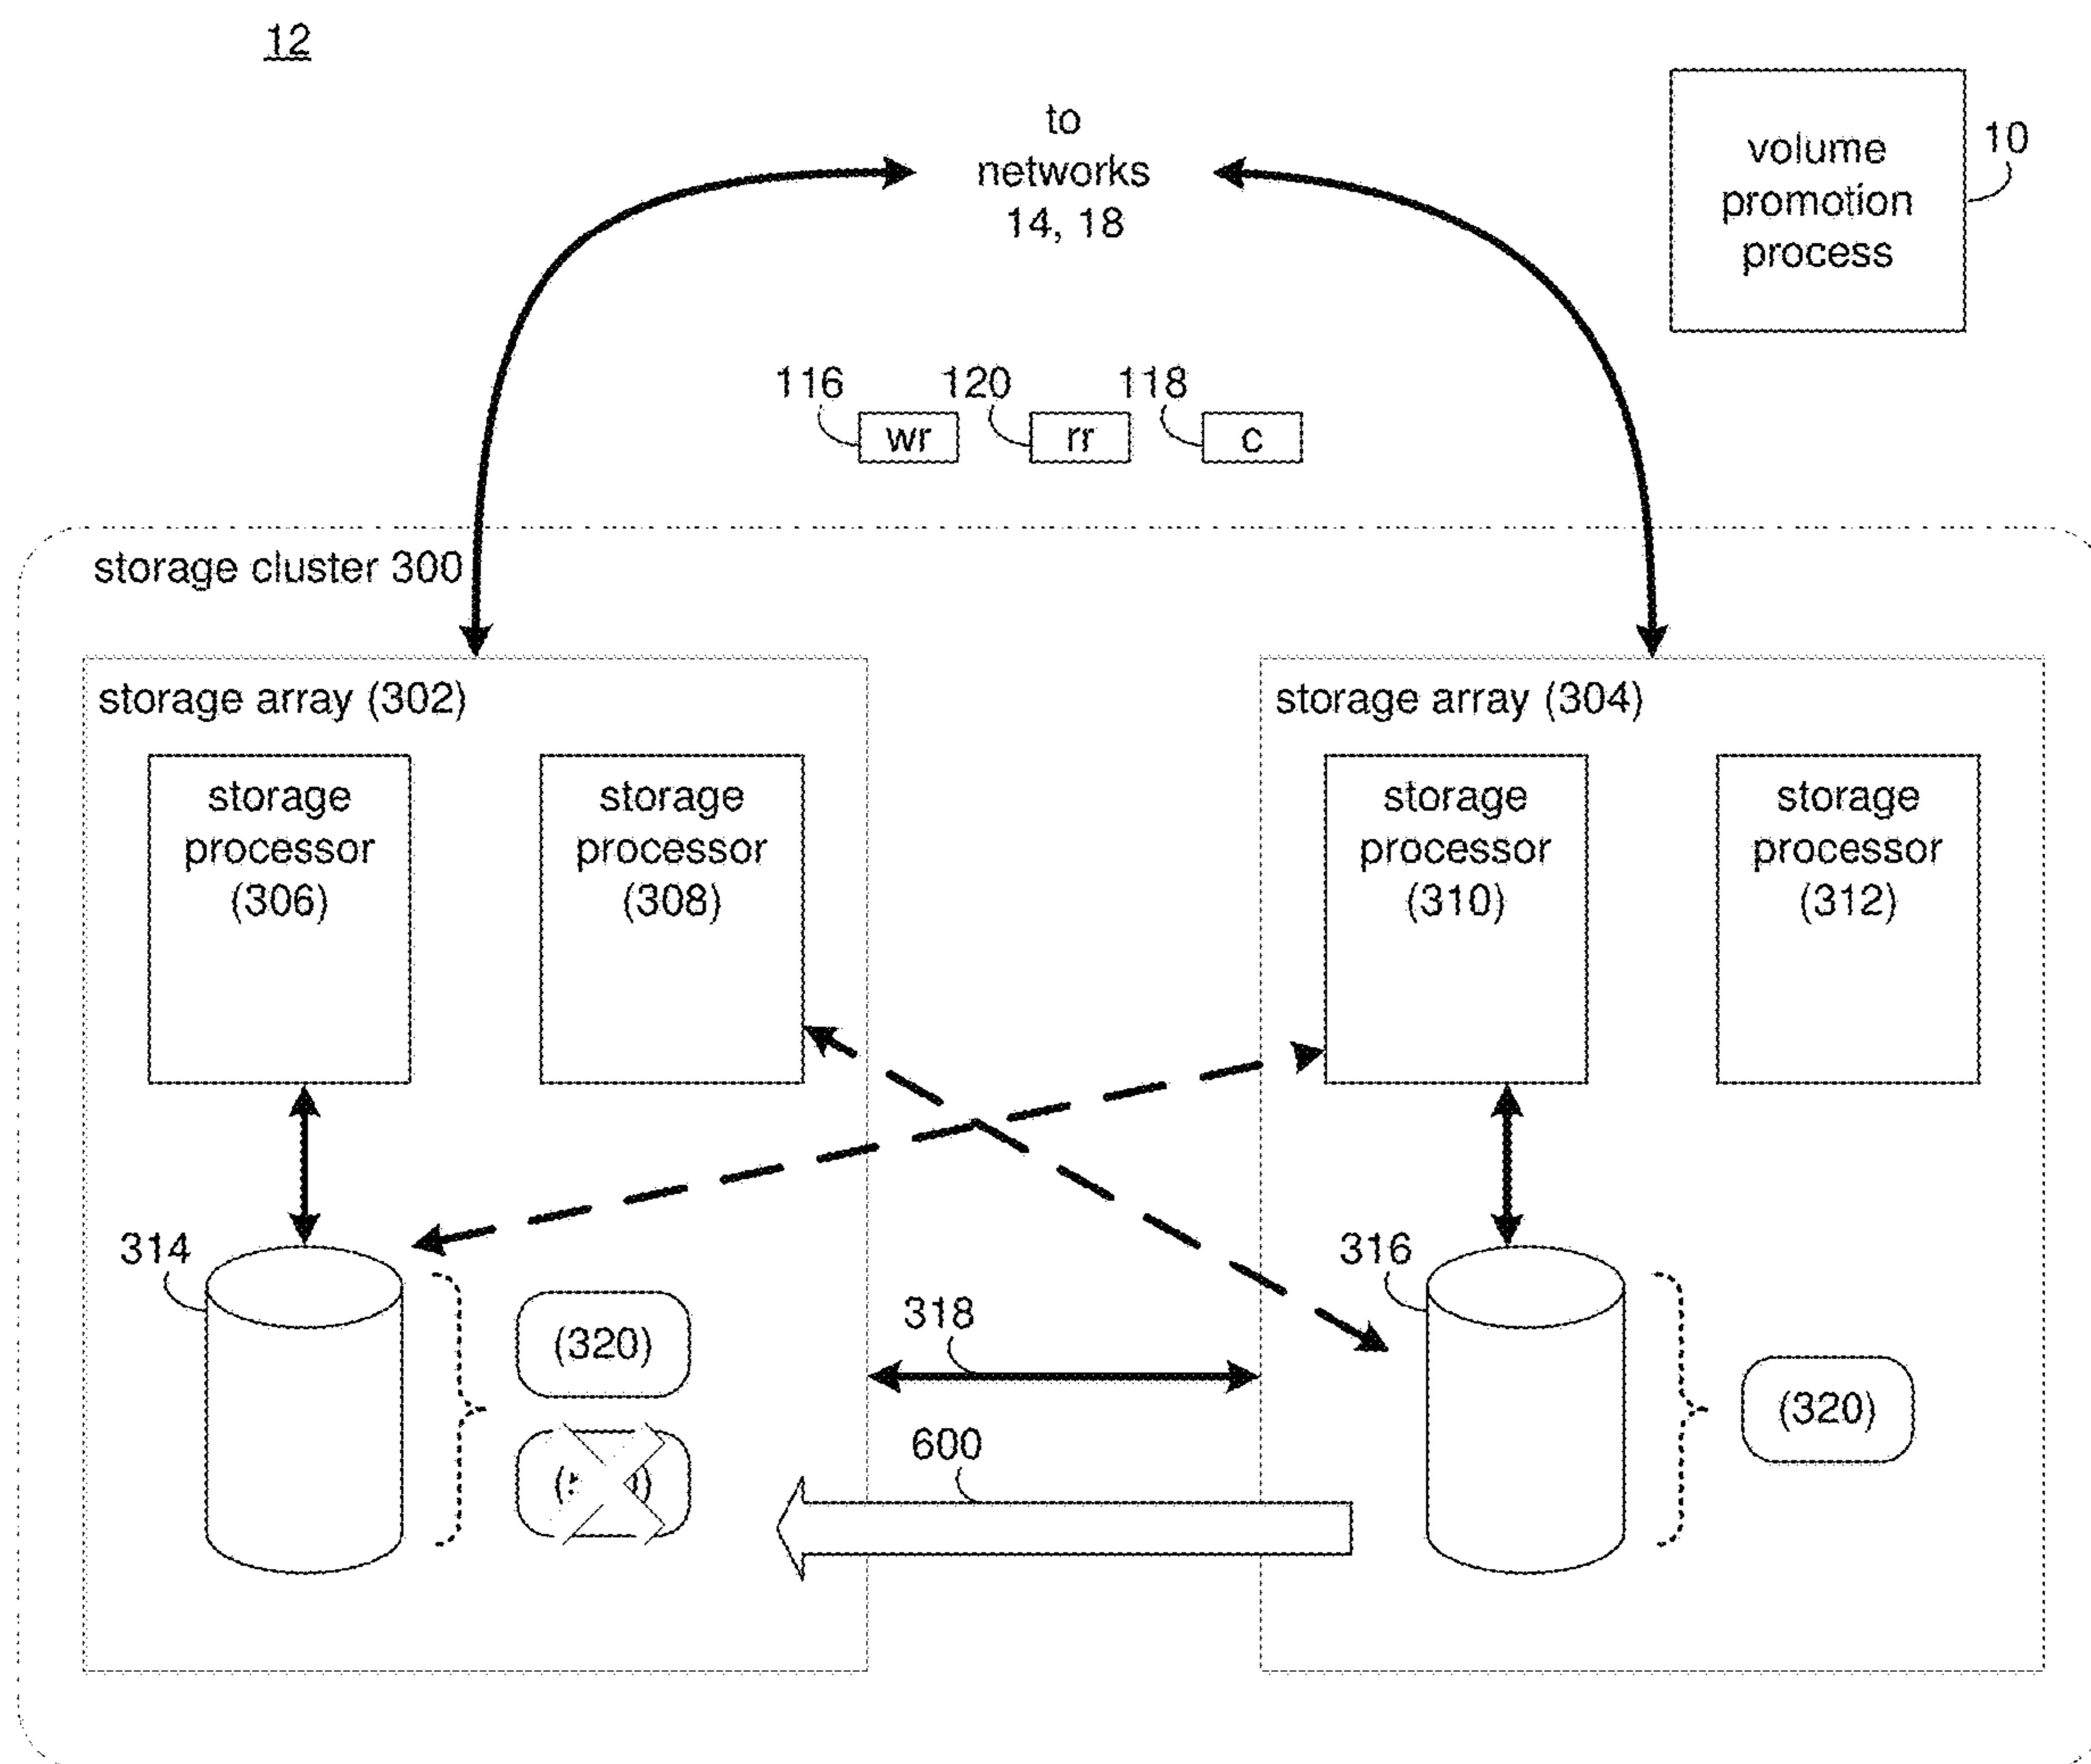 12
to
networks
14, 18
volume
promotion
process
10
116
120
118
wr
rr
c
storage cluster 300
storage array (302)
storage array (304)
storage
processor
(306)
storage
processor
(308)
storage
processor
(310)
storage
processor
(312)
314
316
318
(320)
(320)
600